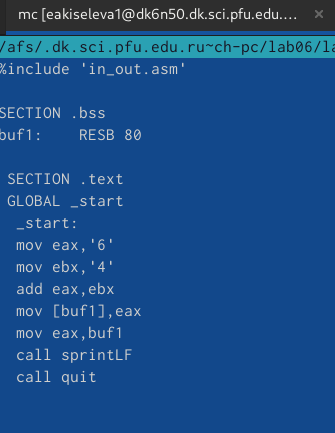 mc [eakiseleva1@dk6n50.dk.sci.pfu.edu....
/afs/.dk.sci.pfu.edu.ru~ch-pc/lab06/la
%include 'in_out.asm'
SECTION .bss
buf1: RESB 80
SECTION .text
GLOBAL _start
_start:
mov eax,'6'
mov ebx,'4'
add eax,ebx
mov [buf1],eax
mov eax,buf1
call sprintLF
call quit